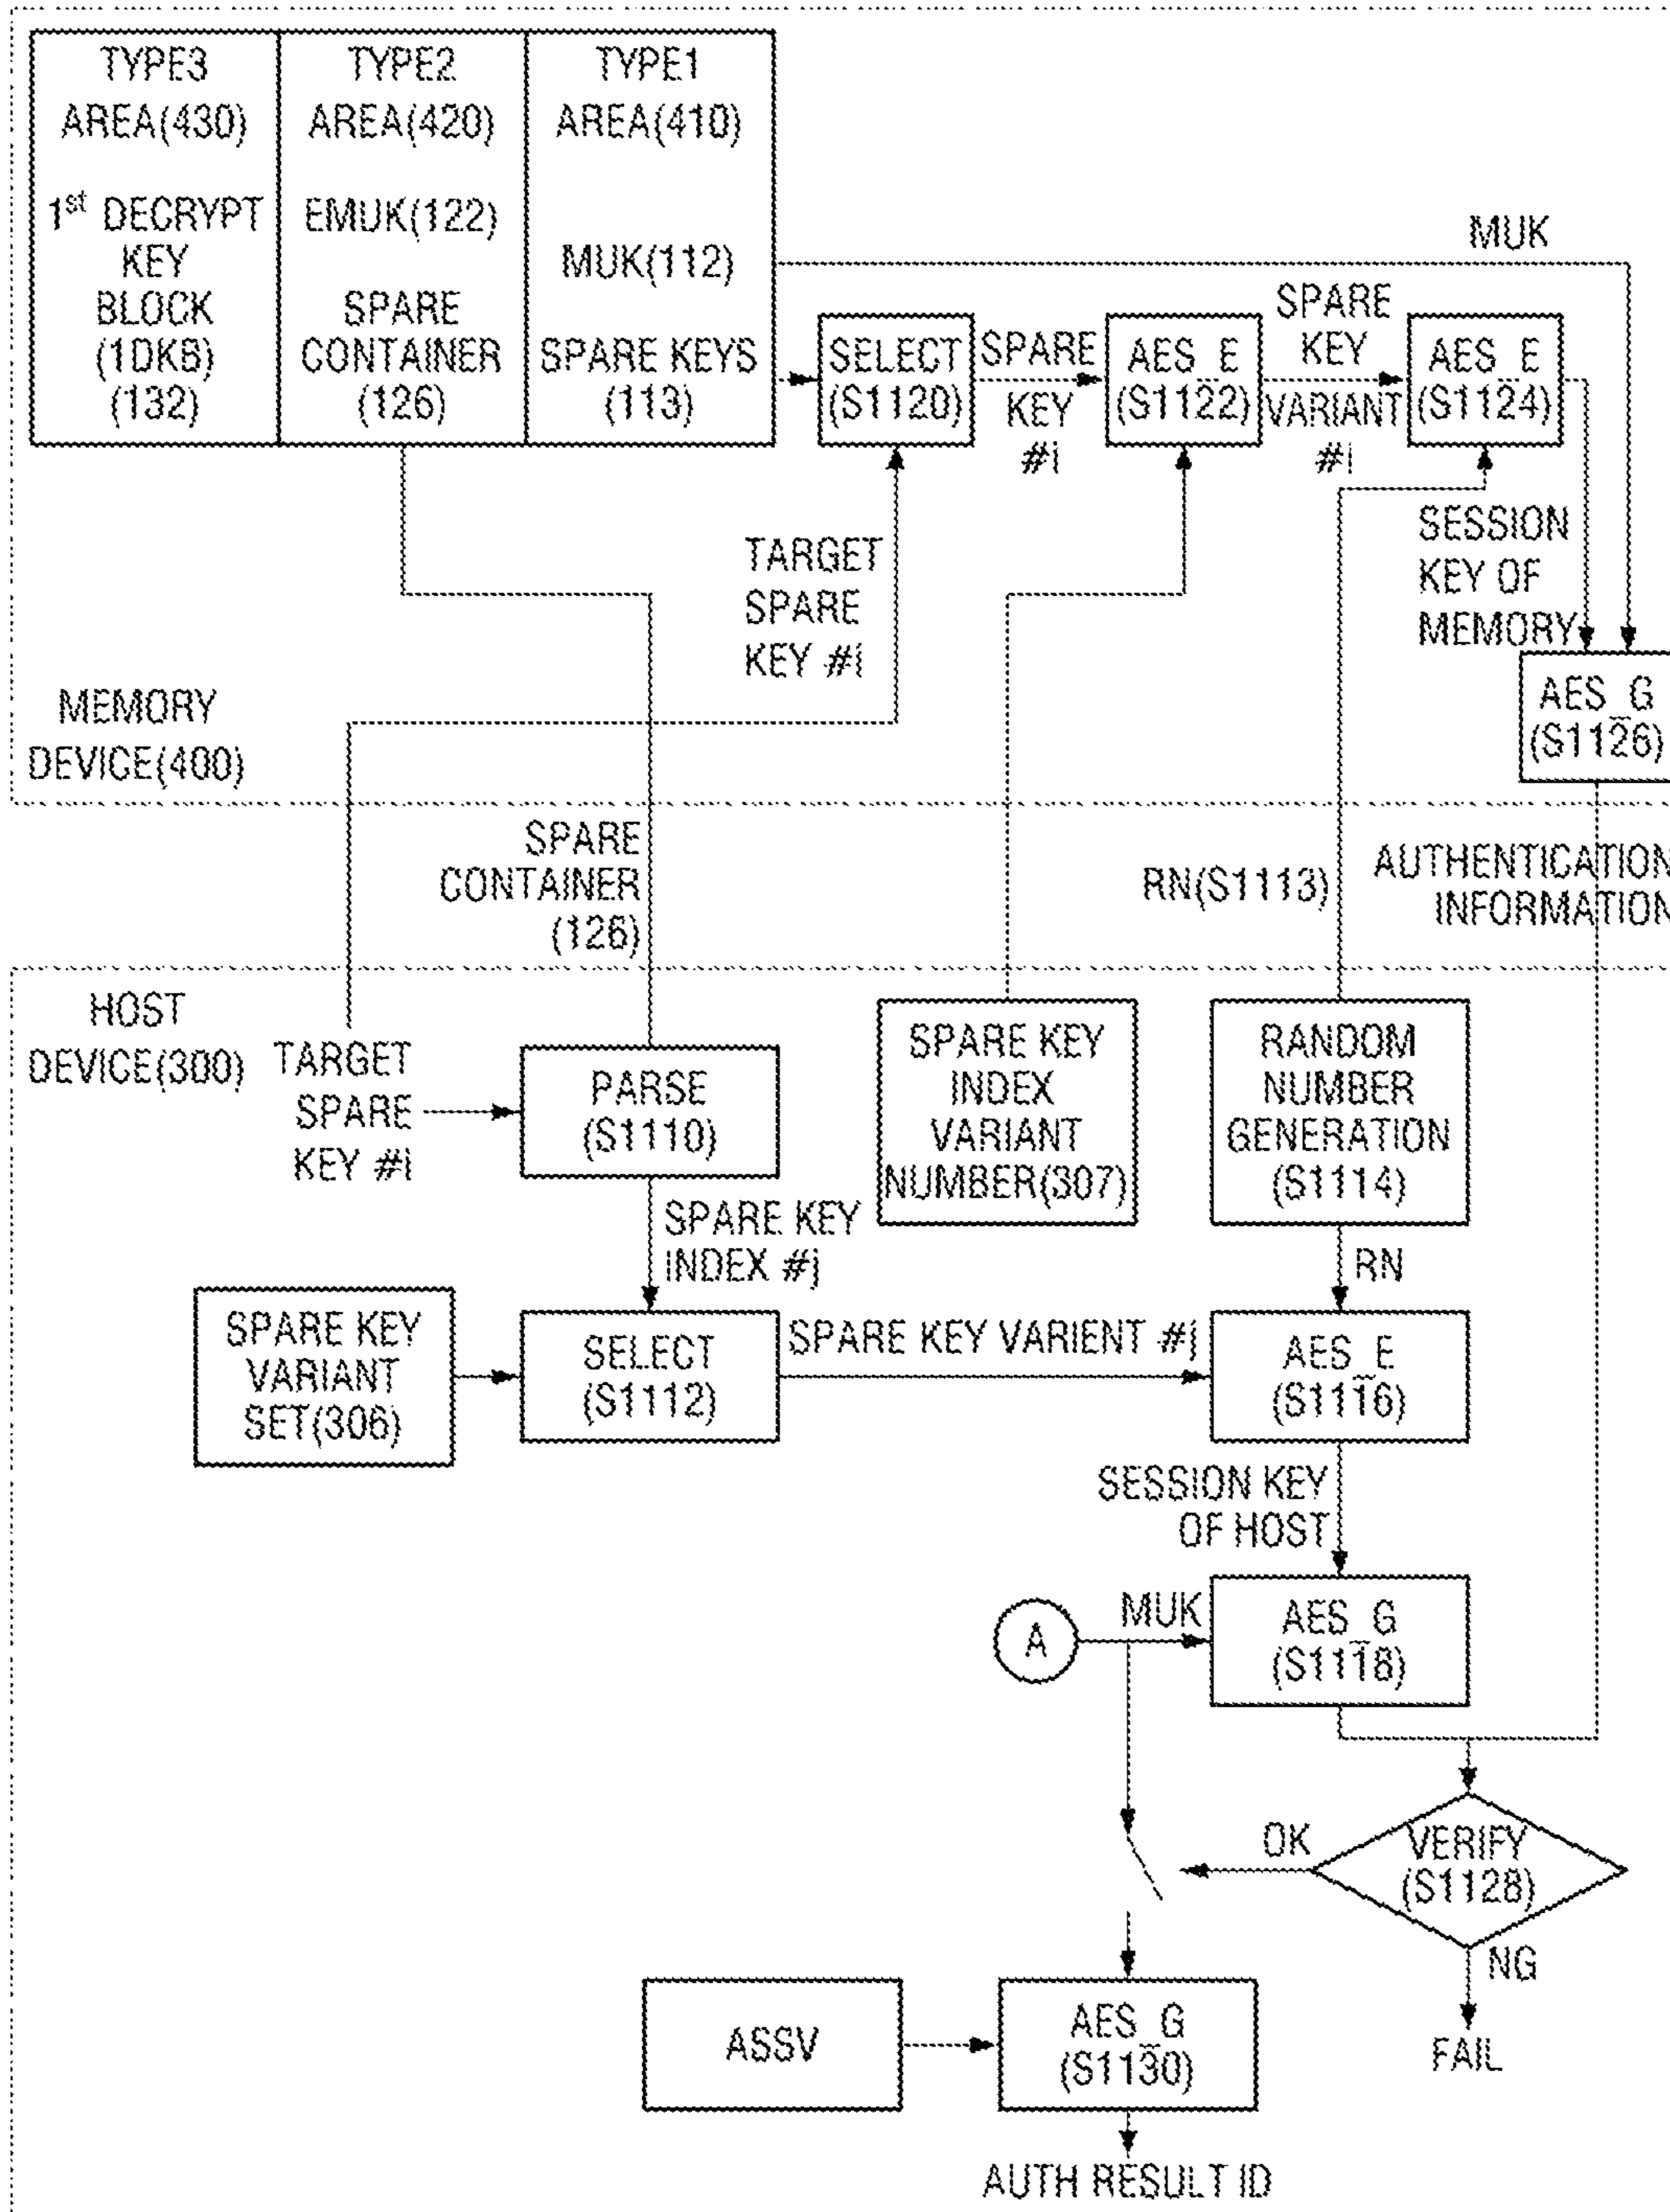 TYPE3
AREA(430)
1st DECRYPT
KEY
BLOCK
(1DKB)
(132)
TYPE2
AREA(420)
EMUK(122)
SPARE
CONTAINER
(126)
TYPE1
AREA(410)
MUK(112)
SPARE KEYS
(113)
MUK
SELECT
(S1120)
SPARE
KEY
#i
AES_E
(S1122)
SPARE
KEY
VARIANT
#i
AES_E
(S1124)
TARGET
SPARE
KEY #i
SESSION
KEY OF
MEMORY
AES_G
(S1126)
MEMORY
DEVICE(400)
SPARE
CONTAINER
(126)
RN(S1113)
AUTHENTICATION
INFORMATION
HOST
DEVICE(300)
TARGET
SPARE
KEY #i
PARSE
(S1110)
SPARE KEY
INDEX
VARIANT
NUMBER(307)
RANDOM
NUMBER
GENERATION
(S1114)
SPARE KEY
INDEX #j
RN
SPARE KEY
VARIANT
SET(306)
SELECT
(S1112)
SPARE KEY VARIENT #j
AES_E
(S1116)
SESSION KEY
OF HOST
A
MUK
AES_G
(S1118)
OK
VERIFY
(S1128)
NG
FAIL
ASSV
AES_G
(S1130)
AUTH RESULT ID